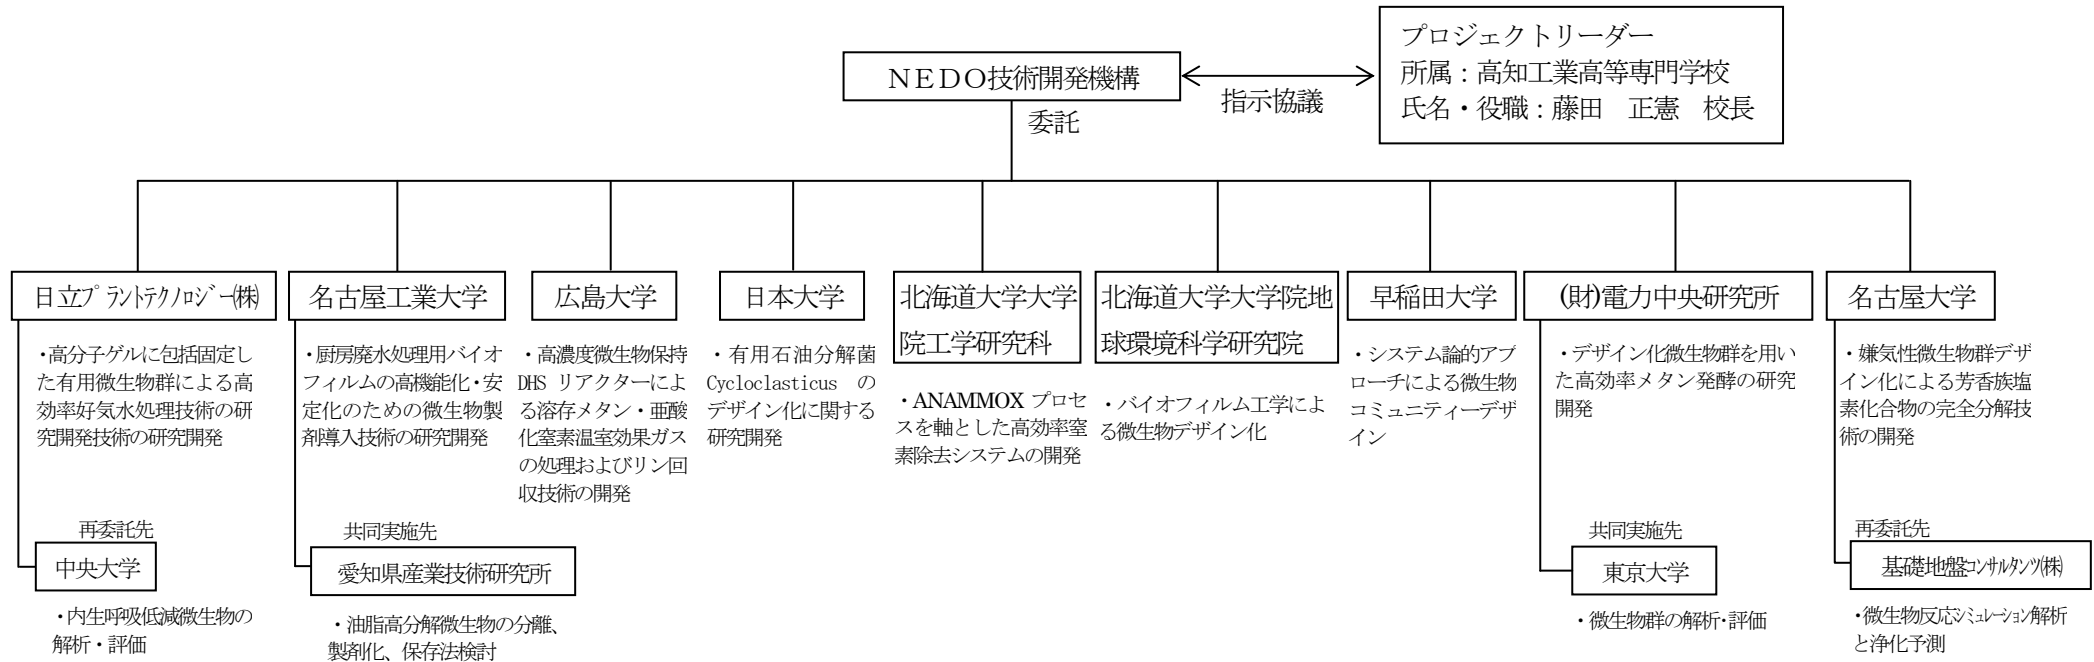 プロジェクトリーダー
所属：高知工業高等専門学校
氏名・役職：藤田　正憲　校長
ＮＥＤＯ技術開発機構
指示協議
委託
日立ﾌﾟﾗﾝﾄﾃｸﾉﾛｼﾞｰ㈱
・高分子ゲルに包括固定し
た有用微生物群による高
効率好気水処理技術の研
究開発技術の研究開発
再委託先
中央大学
・内生呼吸低減微生物の
解析・評価
名古屋工業大学
・厨房廃水処理用バイオ
フィルムの高機能化・安
定化のための微生物製
剤導入技術の研究開発
共同実施先
愛知県産業技術研究所
・油脂高分解微生物の分離、
製剤化、保存法検討
広島大学
・高濃度微生物保持
DHS リアクターによ
る溶存メタン・亜酸
化窒素温室効果ガス
の処理およびリン回
収技術の開発
日本大学
・有用石油分解菌
Cycloclasticus の
デザイン化に関する
研究開発
北海道大学大学
院工学研究科
・ANAMMOX プロセ
スを軸とした高効率窒
素除去システムの開発
北海道大学大学院地
球環境科学研究院
・バイオフィルム工学によ
る微生物デザイン化
早稲田大学
・システム論的アプ
ローチによる微生物
コミュニティーデザ
イン
(財)電力中央研究所
・デザイン化微生物群を用い
た高効率メタン発酵の研究
開発
共同実施先
東京大学
・微生物群の解析・評価
名古屋大学
・嫌気性微生物群デザ
イン化による芳香族塩
素化合物の完全分解技
術の開発
再委託先
基礎地盤ｺﾝｻﾙﾀﾝﾂ㈱
・微生物反応ｼﾐｭﾚｰｼｮﾝ解析
と浄化予測